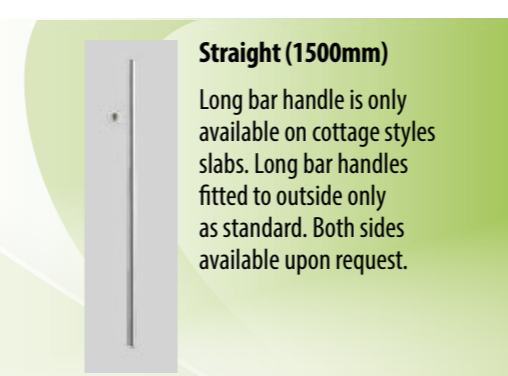 Straight (1500mm)
Long bar handle is only
available on cottage styles
slabs. Long bar handles
fitted to outside only
as standard. Both sides
available upon request.